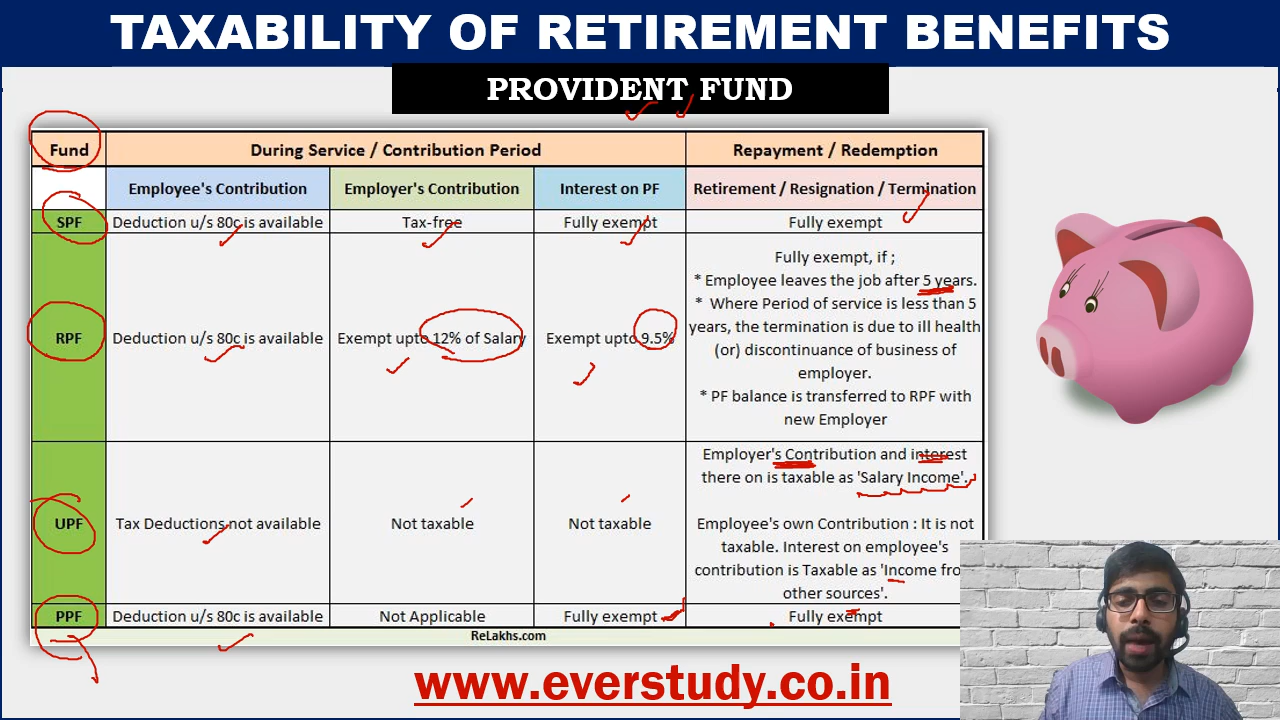 TAXABILITY OF RETIREMENT BENEFITS
PROVIDENT FUND
Fund
During Service / Contribution Period
Repayment / Redemption
Employee's Contribution
Employer's Contribution
Interest on PF
Retirement / Resignation / Termination
SPF
Deduction u/s 80c is available
Tax-free
Fully exempt
Fully exempt
RPF
Deduction u/s 80c is available
Exempt upto 12% of Salary
Exempt upto 9.5%
Fully exempt, if ;
* Employee leaves the job after 5 years.
* Where Period of service is less than 5
years, the termination is due to ill health
(or) discontinuance of business of
employer.
* PF balance is transferred to RPF with
new Employer
UPF
Tax Deductions not available
Not taxable
Not taxable
Employer's Contribution and interest
there on is taxable as 'Salary Income'.
Employee's own Contribution : It is not
taxable. Interest on employee's
contribution is Taxable as 'Income fro
other sources'.
PPF
Deduction u/s 80c is available
Not Applicable
Fully exempt
Fully exempt
ReLakhs.com
www.everstudy.co.in